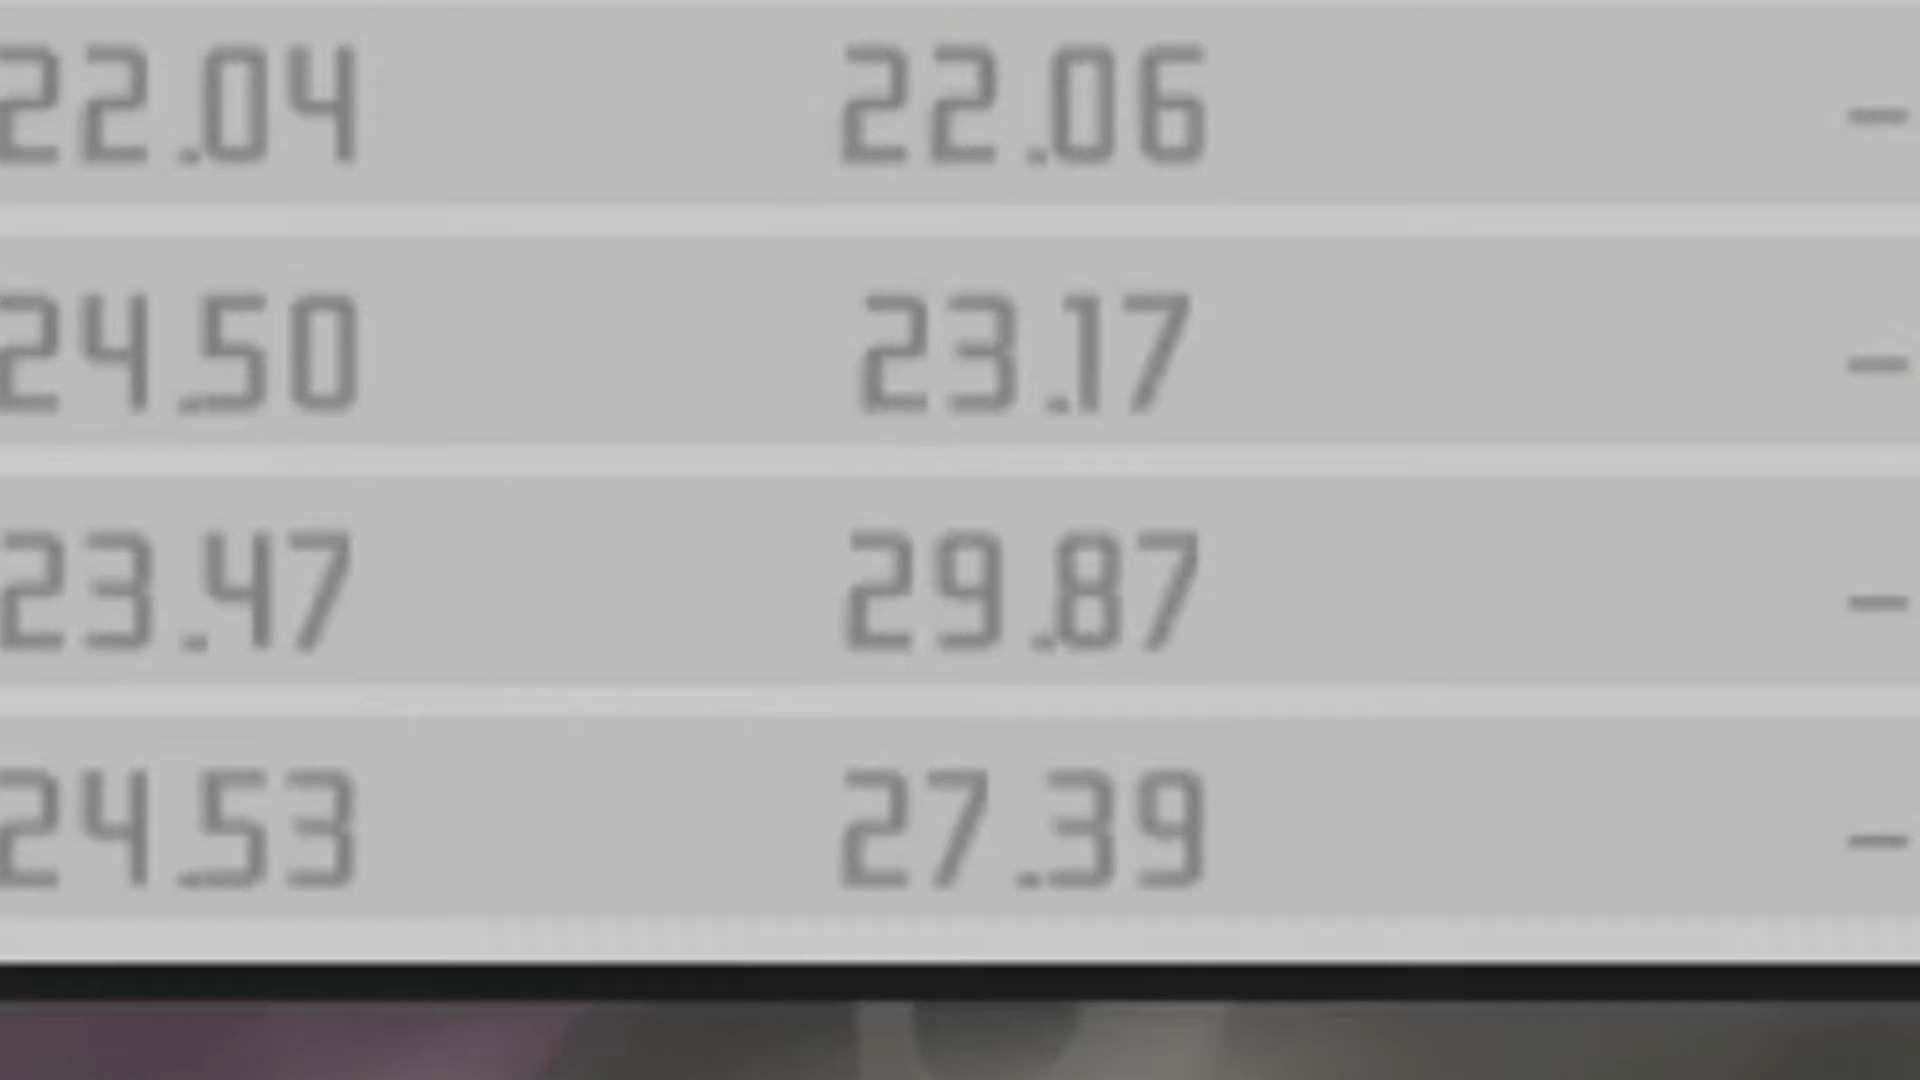 22.04 22.06 –
24.50 23.17 –
23.47 29.87 –
24.53 27.39 –